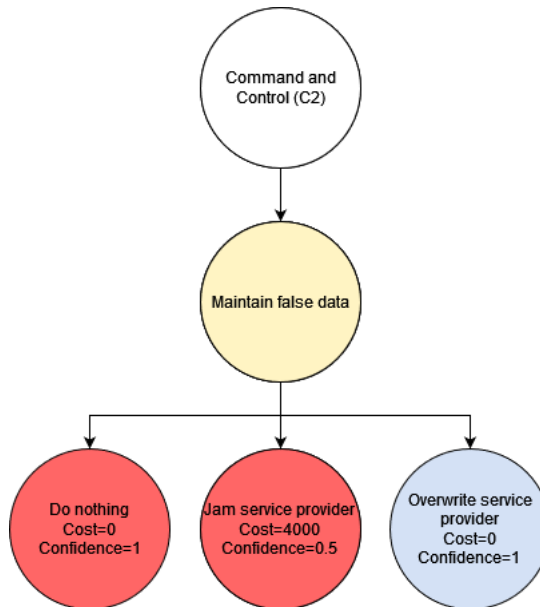 Command and
Control (C2)
Maintain false data
Do nothing
Cost=0
Confidence=1
Jam service provider
Cost=4000
Confidence=0.5
Overwrite service
provider
Cost=0
Confidence=1